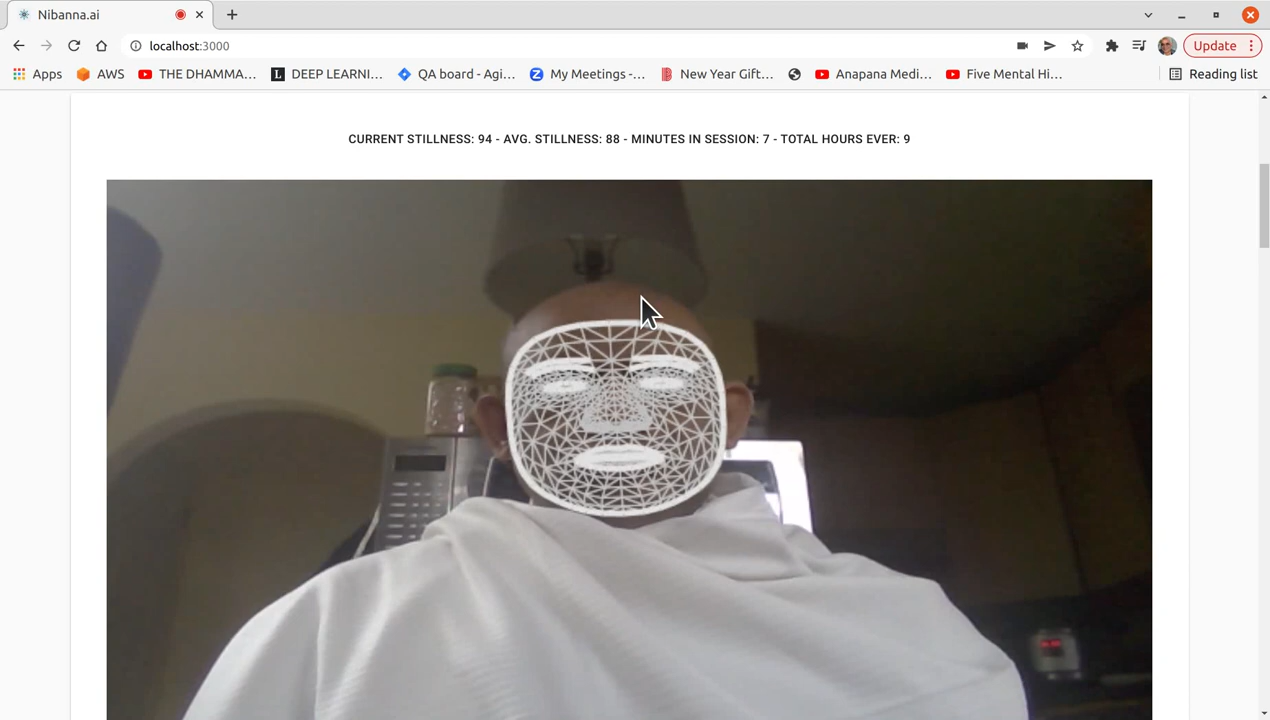 Nibanna.ai
localhost:3000
Update
Apps
AWS
THE DHAMMA...
DEEP LEARNI...
QA board - Agi...
My Meetings -...
New Year Gift...
Anapana Medi...
Five Mental Hi...
Reading list
CURRENT STILLNESS: 94 - AVG. STILLNESS: 88 - MINUTES IN SESSION: 7 - TOTAL HOURS EVER: 9